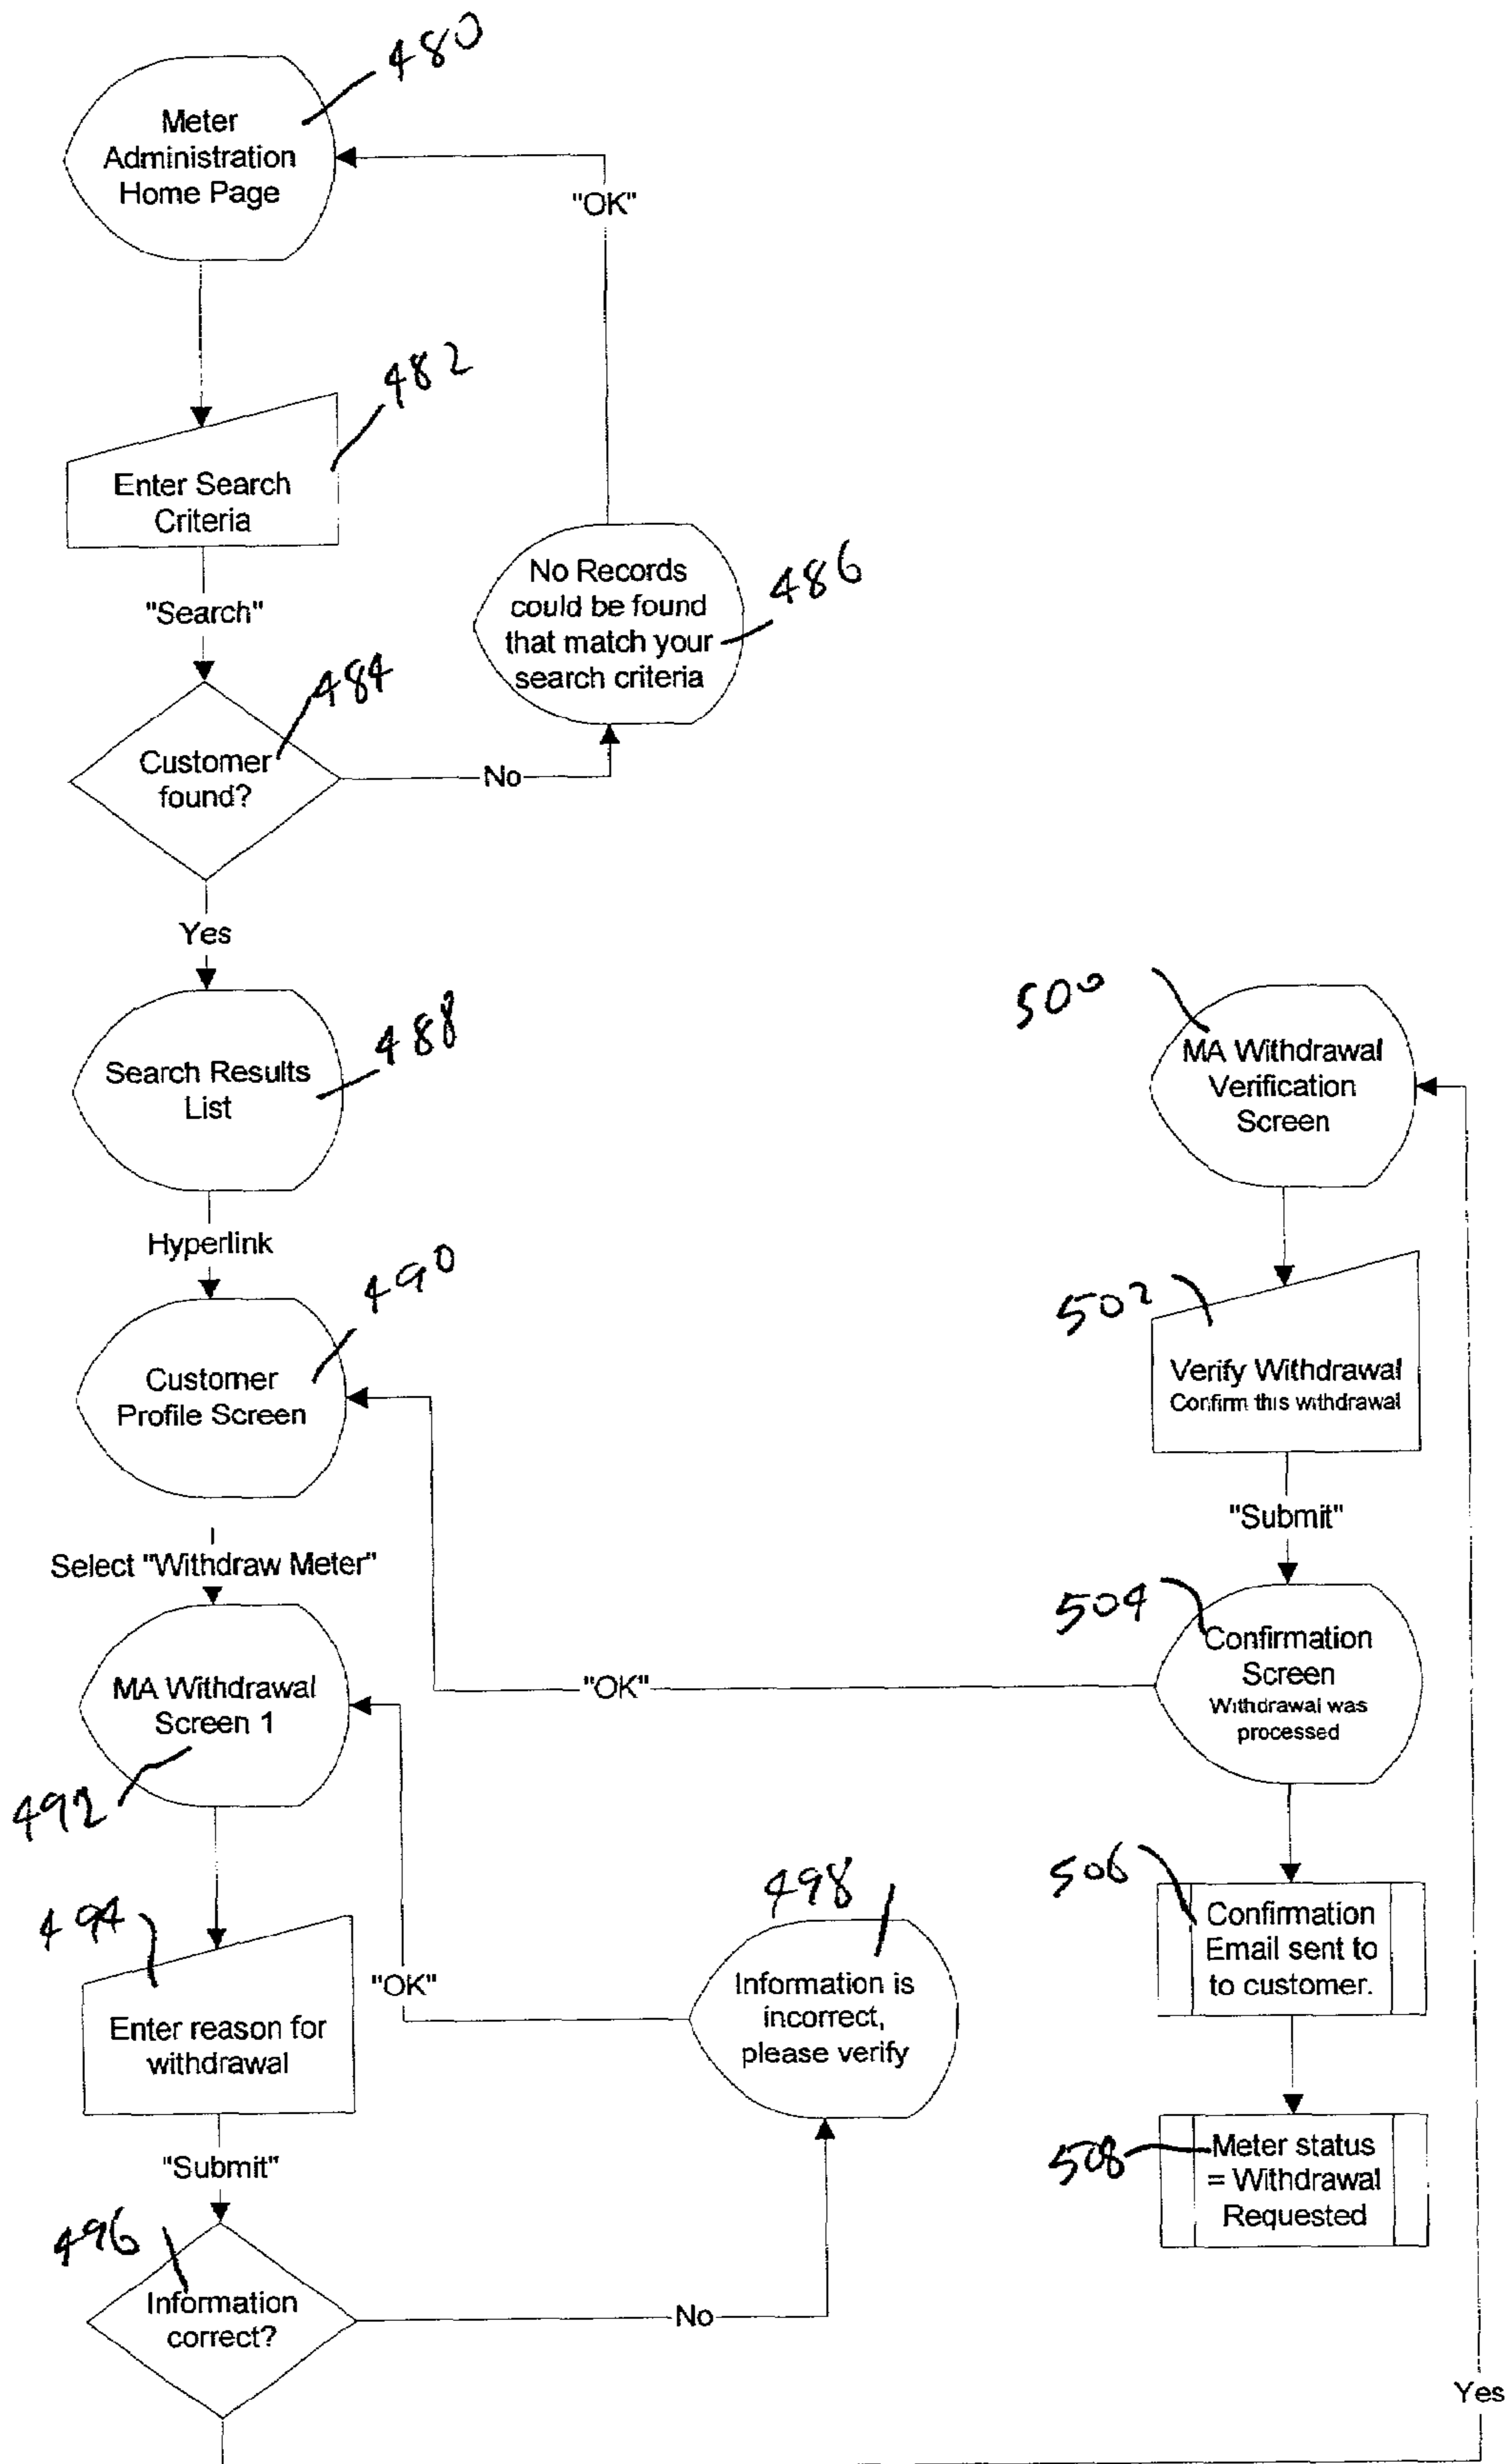 480
Meter
Administration
Home Page
"OK"
482
Enter Search
Criteria
"Search"
No Records
could be found
that match your
search criteria
486
484
Customer
found?
No
Yes
488
Search Results
List
Hyperlink
490
Customer
Profile Screen
Select "Withdraw Meter"
MA Withdrawal
Screen 1
492
494
Enter reason for
withdrawal
"OK"
498
Information is
incorrect,
please verify
"Submit"
496
Information
correct?
No
Yes
500
MA Withdrawal
Verification
Screen
502
Verify Withdrawal
Confirm this withdrawal
"Submit"
504
Confirmation
Screen
Withdrawal was
processed
"OK"
506
Confirmation
Email sent to
to customer.
508
Meter status
= Withdrawal
Requested